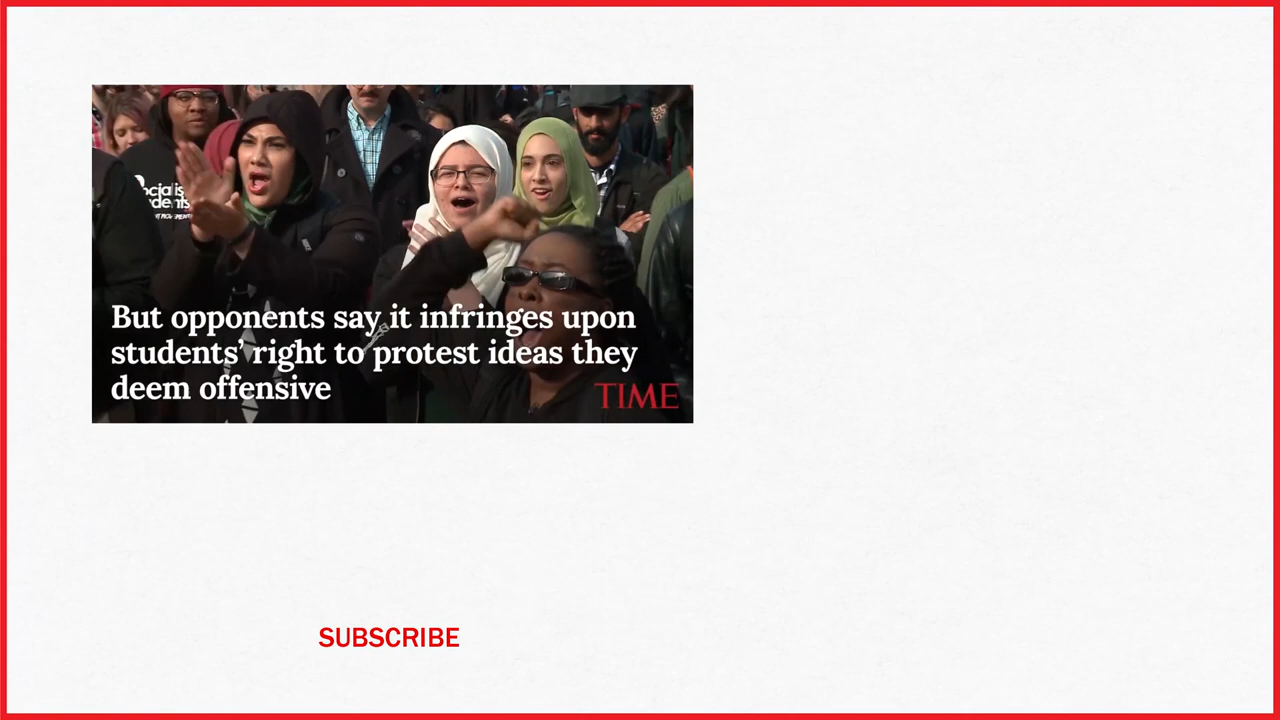 But opponents say it infringes upon
students' right to protest ideas they
deem offensive
TIME
SUBSCRIBE